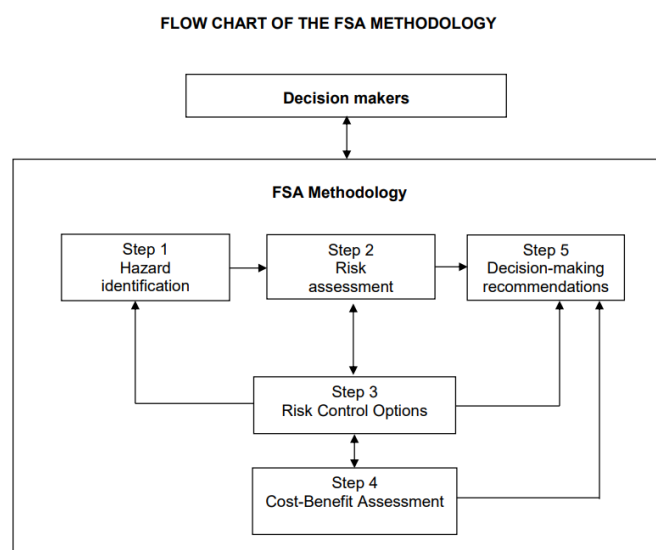 FLOW CHART OF THE FSA METHODOLOGY
Decision makers
FSA Methodology
Step 1
Hazard
identification
Step 2
Risk
assessment
Step 5
Decision-making
recommendations
Step 3
Risk Control Options
Step 4
Cost-Benefit Assessment